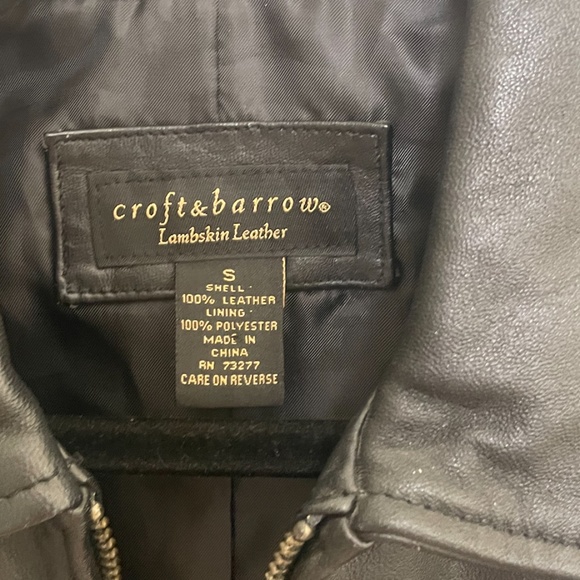 croft&barrow®
Lambskin Leather
S
SHELL ·
100% LEATHER
LINING ·
100% POLYESTER
MADE IN
CHINA
RN 73277
CARE ON REVERSE